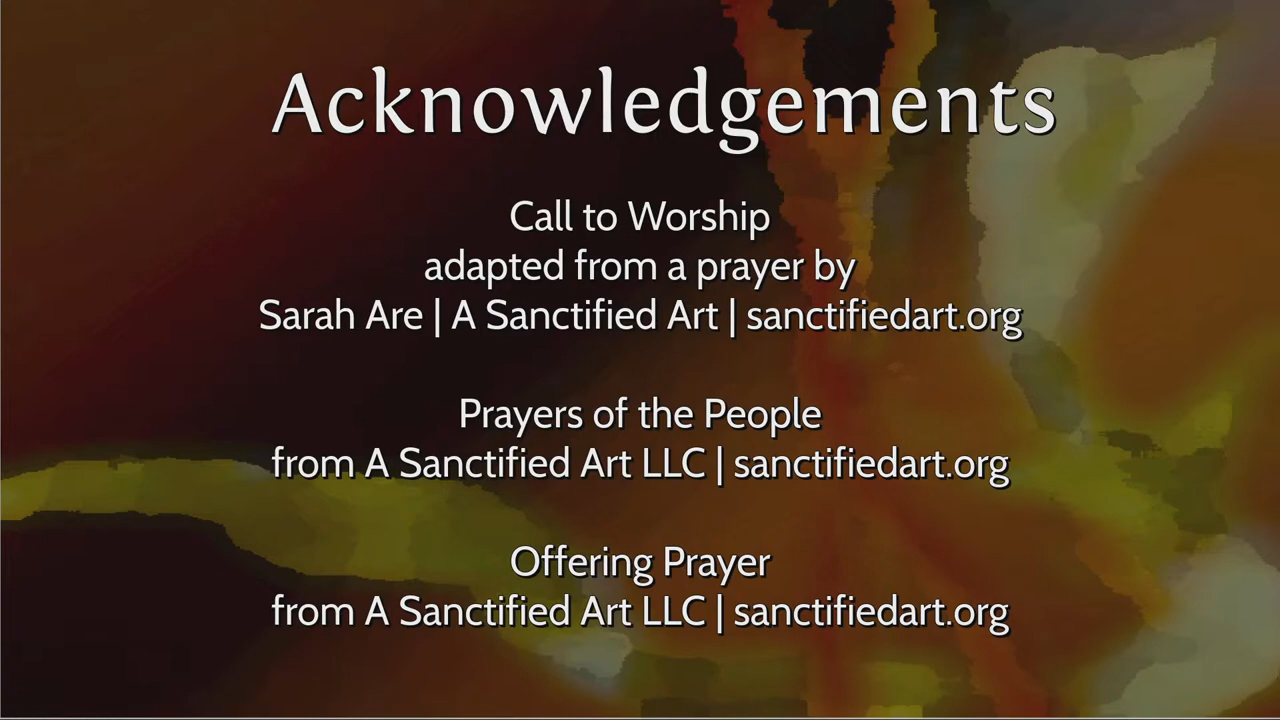 Acknowledgements
Call to Worship
adapted from a prayer by
Sarah Are | A Sanctified Art | sanctifiedart.org
Prayers of the People
from A Sanctified Art LLC | sanctifiedart.org
Offering Prayer
from A Sanctified Art LLC | sanctifiedart.org